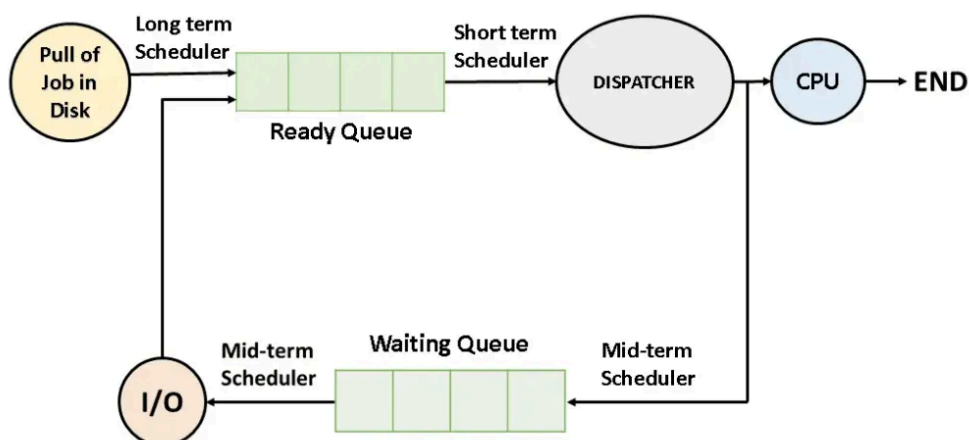 Pull of
Job in
Disk
Long term
Scheduler
Ready Queue
Short term
Scheduler
DISPATCHER
CPU
END
I/O
Mid-term
Scheduler
Waiting Queue
Mid-term
Scheduler